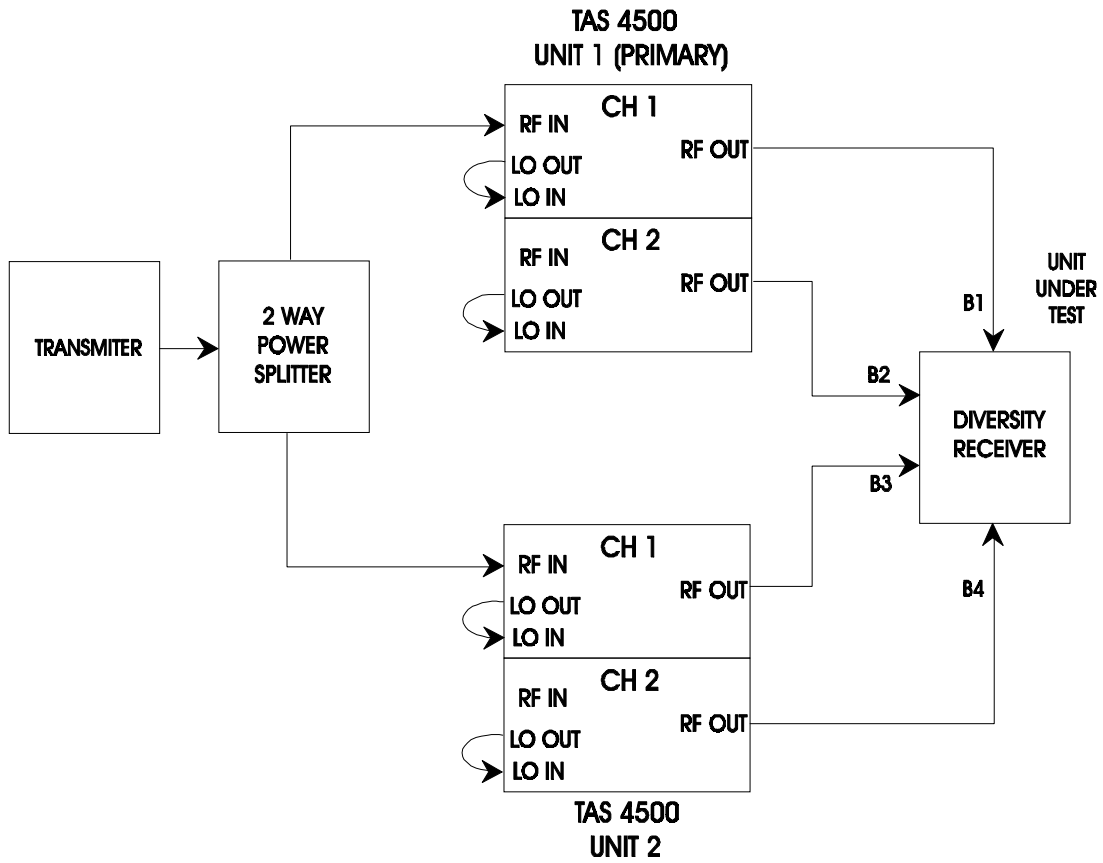 TAS 4500
UNIT 1 (PRIMARY)
CH 1
RF IN
RF OUT
LO OUT
LO IN
CH 2
RF IN
RF OUT
LO OUT
LO IN
TRANSMITER
2 WAY
POWER
SPLITTER
B1
B2
B3
B4
UNIT
UNDER
TEST
DIVERSITY
RECEIVER
CH 1
RF IN
RF OUT
LO OUT
LO IN
CH 2
RF IN
RF OUT
LO OUT
LO IN
TAS 4500
UNIT 2